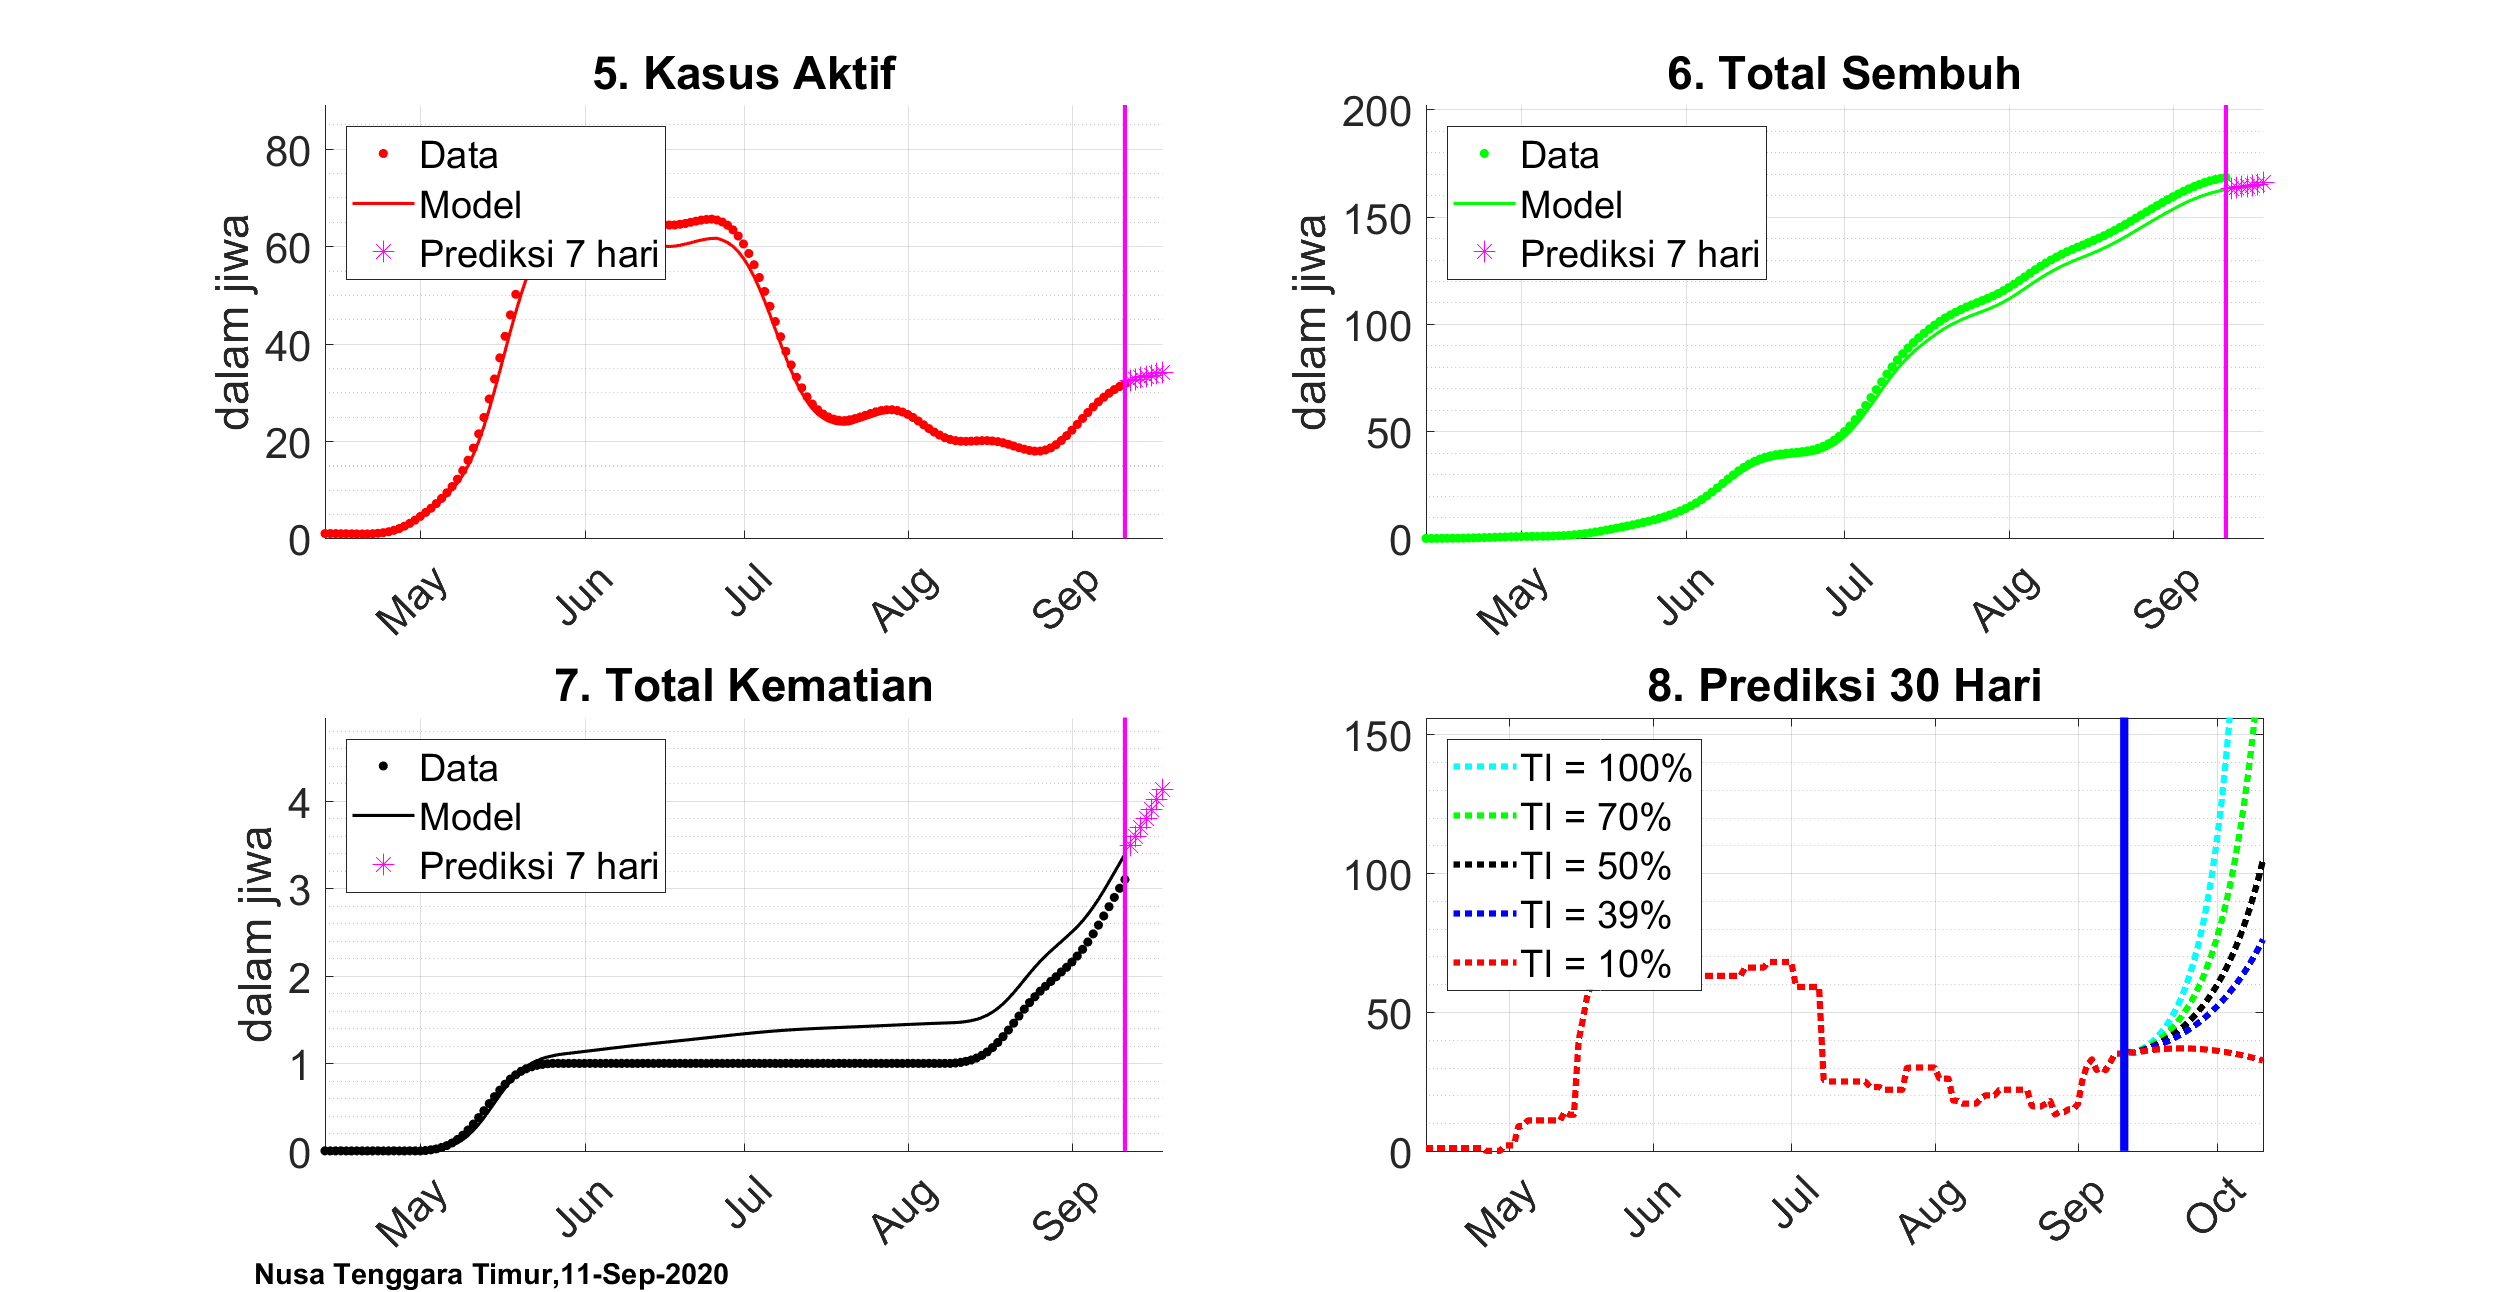 5. Kasus Aktif
80
60
40
20
0
dalam jiwa
Data
Model
Prediksi 7 hari
May
Jun
Jul
Aug
Sep
6. Total Sembuh
200
150
100
50
0
dalam jiwa
Data
Model
Prediksi 7 hari
May
Jun
Jul
Aug
Sep
7. Total Kematian
4
3
2
1
0
dalam jiwa
Data
Model
Prediksi 7 hari
May
Jun
Jul
Aug
Sep
8. Prediksi 30 Hari
150
100
50
0
TI = 100%
TI = 70%
TI = 50%
TI = 39%
TI = 10%
May
Jun
Jul
Aug
Sep
Oct
Nusa Tenggara Timur,11-Sep-2020